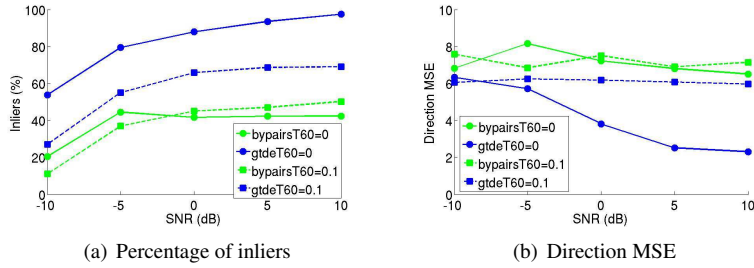 100
80
60
40
20
0
Inliers (%)
bypairsT60=0
gtdeT60=0
bypairsT60=0.1
gtdeT60=0.1
-10
-5
0
5
10
SNR (dB)
(a) Percentage of inliers
10
8
6
4
2
0
Direction MSE
bypairsT60=0
gtdeT60=0
bypairsT60=0.1
gtdeT60=0.1
-10
-5
0
5
10
SNR (dB)
(b) Direction MSE